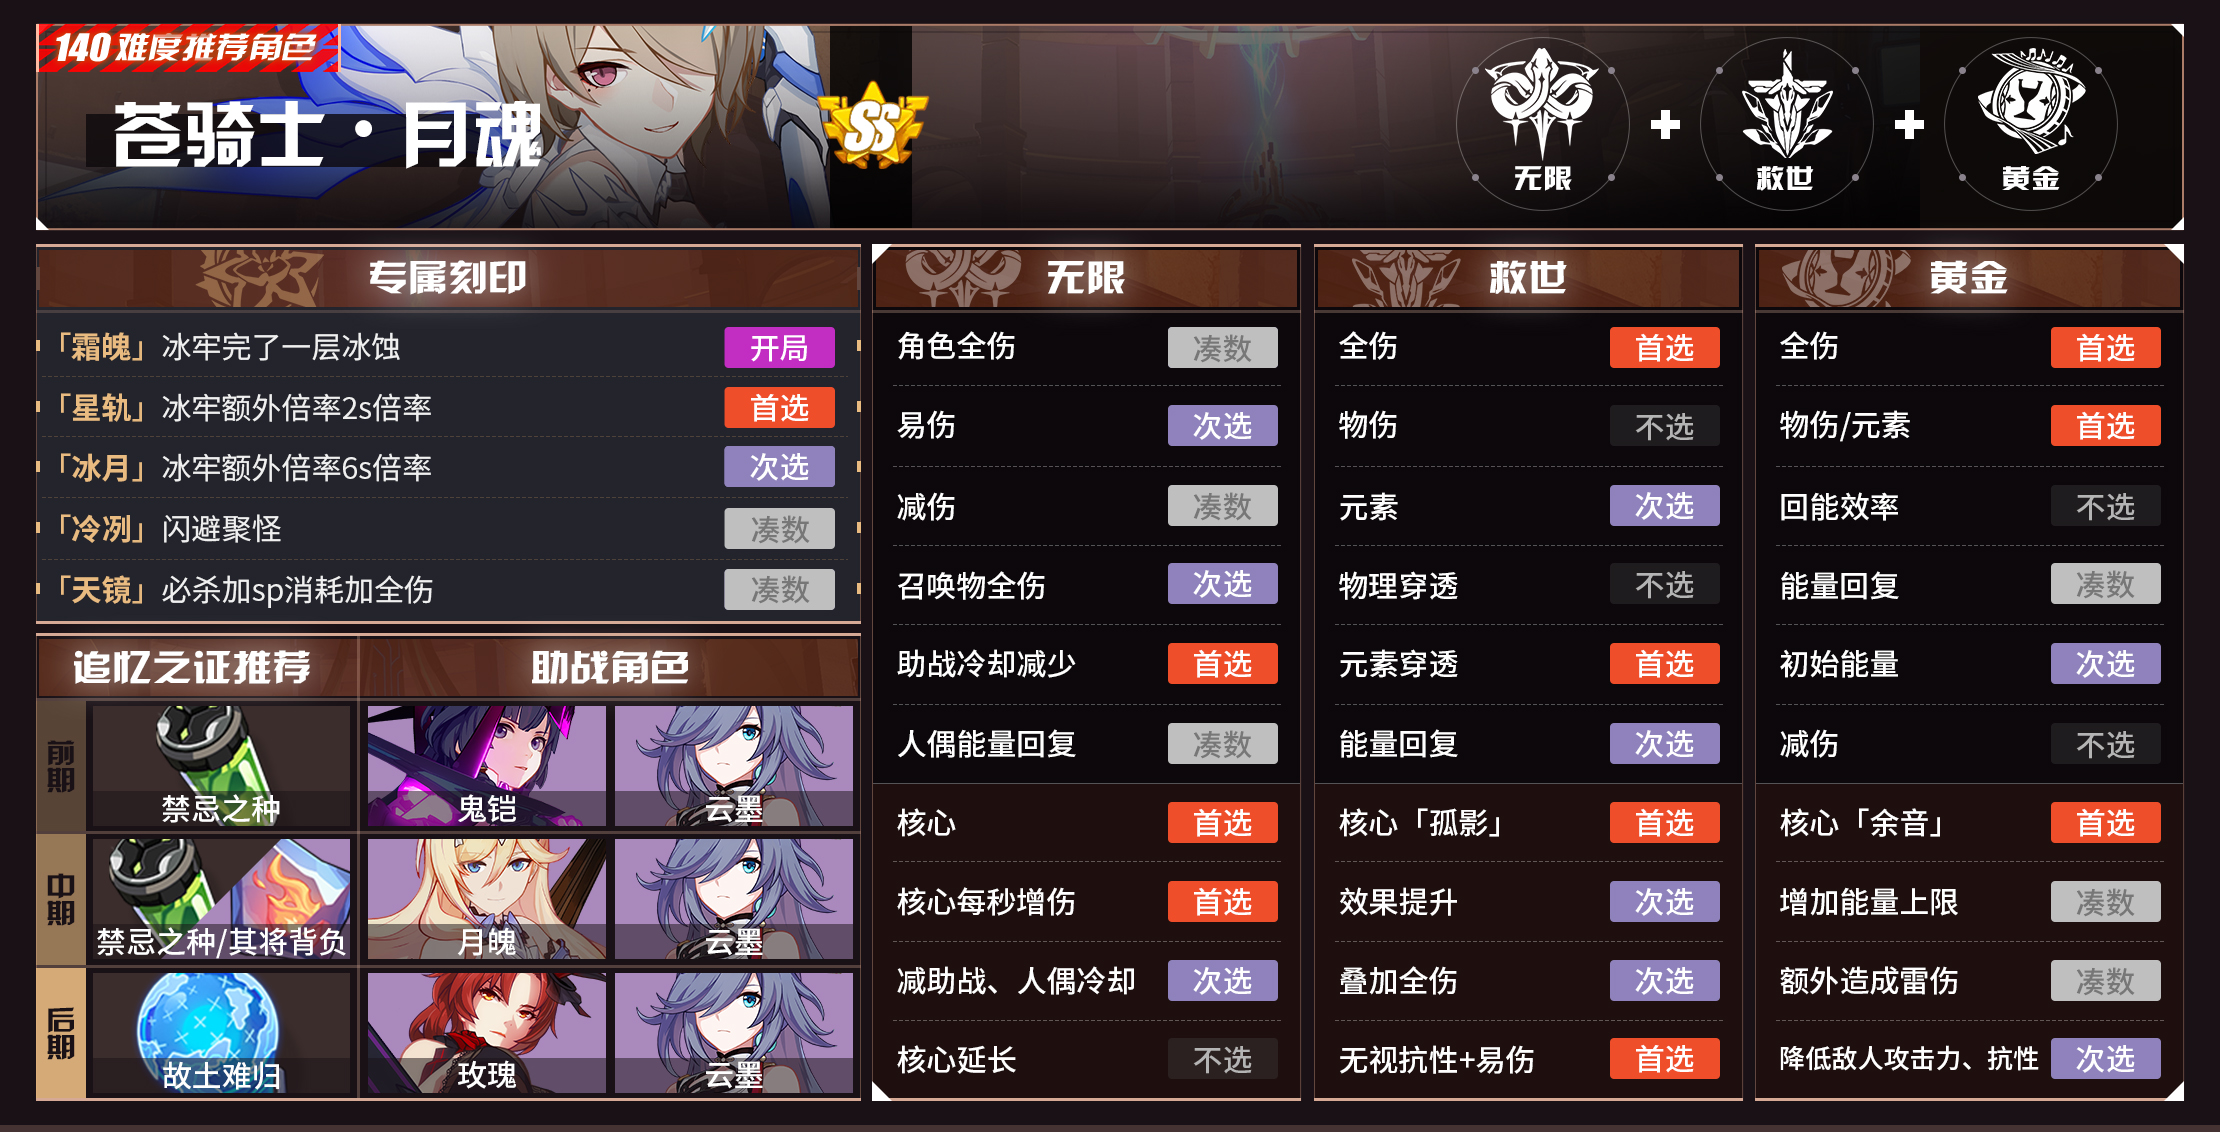 140难度推荐角色
苍骑士·月魂
SS
无限
+
救世
+
黄金
专属刻印
「霜魄」 冰牢完了一层冰蚀 开局
「星轨」 冰牢额外倍率2s倍率 首选
「冰月」 冰牢额外倍率6s倍率 次选
「冷冽」 闪避聚怪 凑数
「天镜」 必杀加sp消耗加全伤 凑数
追忆之证推荐 助战角色
前期 禁忌之种 鬼铠 云墨
中期 禁忌之种/其将背负 月魄 云墨
后期 故土难归 玫瑰 云墨
无限
角色全伤 凑数
易伤 次选
减伤 凑数
召唤物全伤 次选
助战冷却减少 首选
人偶能量回复 凑数
核心 首选
核心每秒增伤 首选
减助战、人偶冷却 次选
核心延长 不选
救世
全伤 首选
物伤 不选
元素 次选
物理穿透 不选
元素穿透 首选
能量回复 次选
核心「孤影」 首选
效果提升 次选
叠加全伤 次选
无视抗性+易伤 首选
黄金
全伤 首选
物伤/元素 首选
回能效率 不选
能量回复 凑数
初始能量 次选
减伤 不选
核心「余音」 首选
增加能量上限 凑数
额外造成雷伤 凑数
降低敌人攻击力、抗性 次选